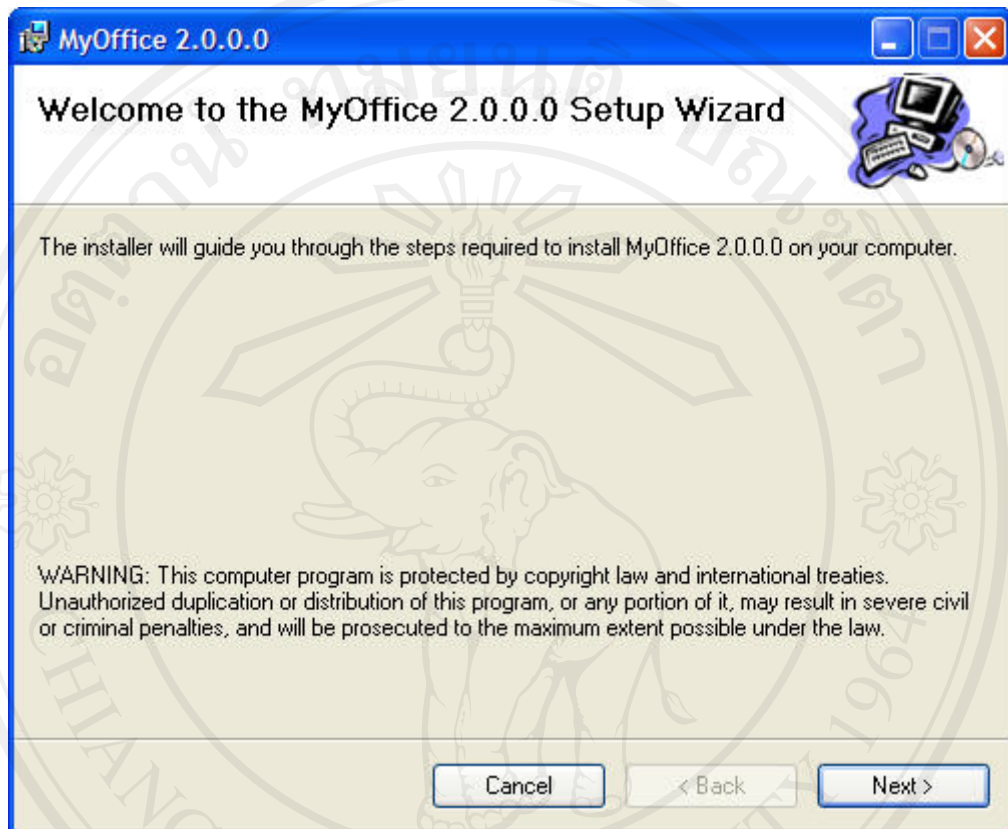 MyOffice 2.0.0.0
Welcome to the MyOffice 2.0.0.0 Setup Wizard
The installer will guide you through the steps required to install MyOffice 2.0.0.0 on your computer.
WARNING: This computer program is protected by copyright law and international treaties.
Unauthorized duplication or distribution of this program, or any portion of it, may result in severe civil
or criminal penalties, and will be prosecuted to the maximum extent possible under the law.
Cancel
< Back
Next >
1964